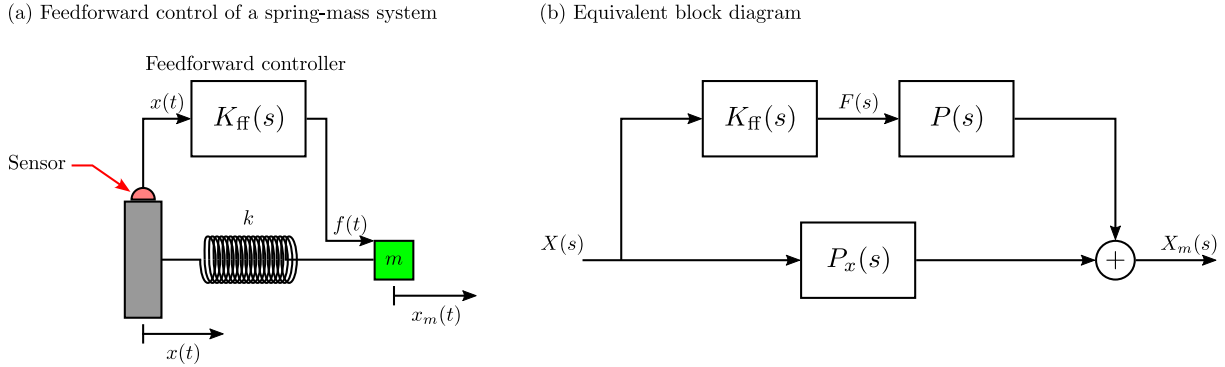 (a) Feedforward control of a spring-mass system
Feedforward controller
x(t)
K_ff(s)
Sensor
k
f(t)
m
x_m(t)
x(t)
(b) Equivalent block diagram
K_ff(s)
F(s)
P(s)
X(s)
P_x(s)
+
X_m(s)